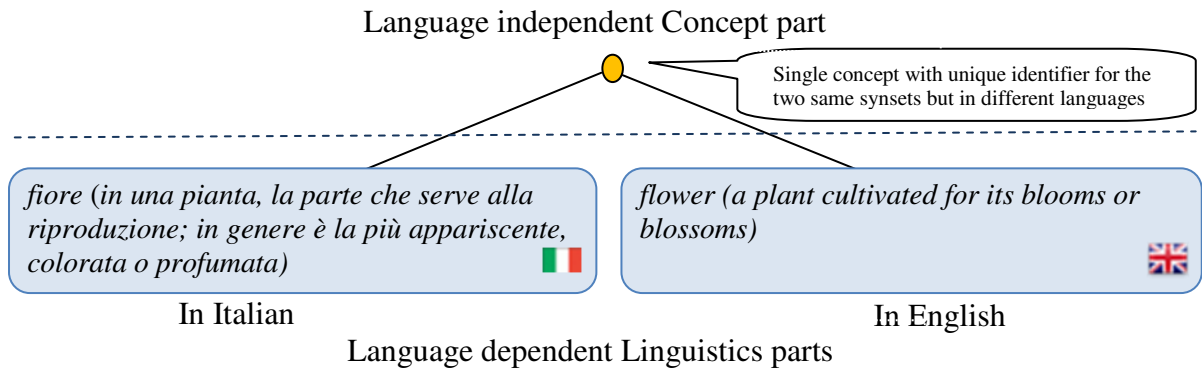 Language independent Concept part
Single concept with unique identifier for the
two same synsets but in different languages
fiore (in una pianta, la parte che serve alla
riproduzione; in genere è la più appariscente,
colorata o profumata)
flower (a plant cultivated for its blooms or
blossoms)
In Italian
In English
Language dependent Linguistics parts